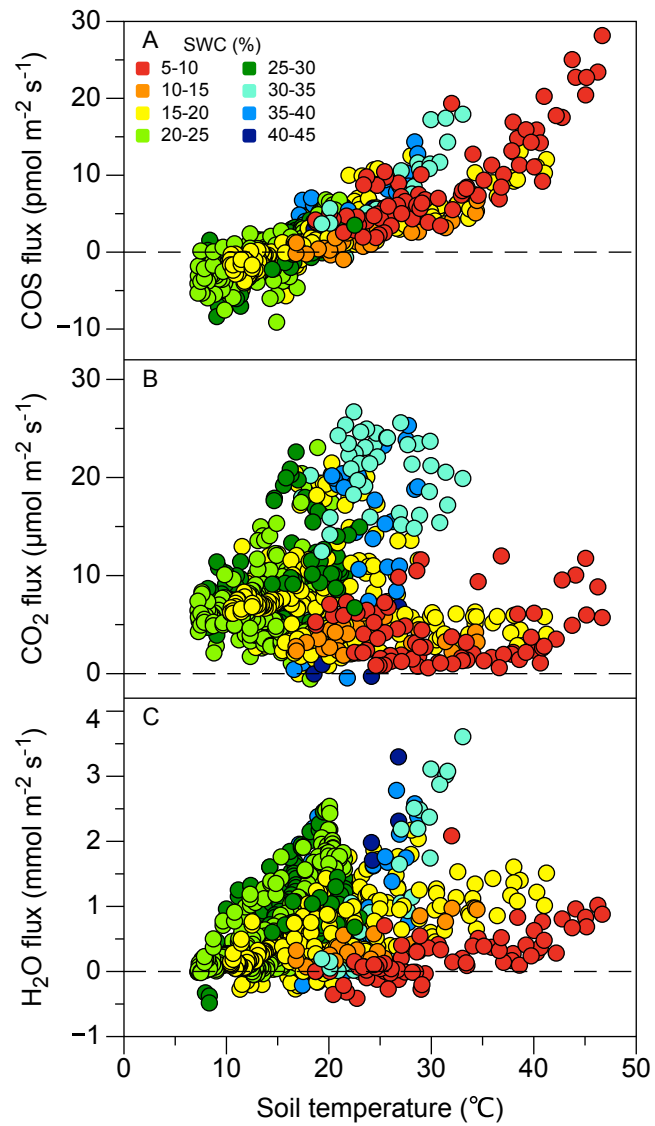 30
20
10
0
−10
COS flux (pmol m⁻² s⁻¹)
A
SWC (%)
5-10
10-15
15-20
20-25
25-30
30-35
35-40
40-45
30
20
10
0
CO₂ flux (µmol m⁻² s⁻¹)
B
4
3
2
1
0
−1
H₂O flux (mmol m⁻² s⁻¹)
C
0 10 20 30 40 50
Soil temperature (℃)